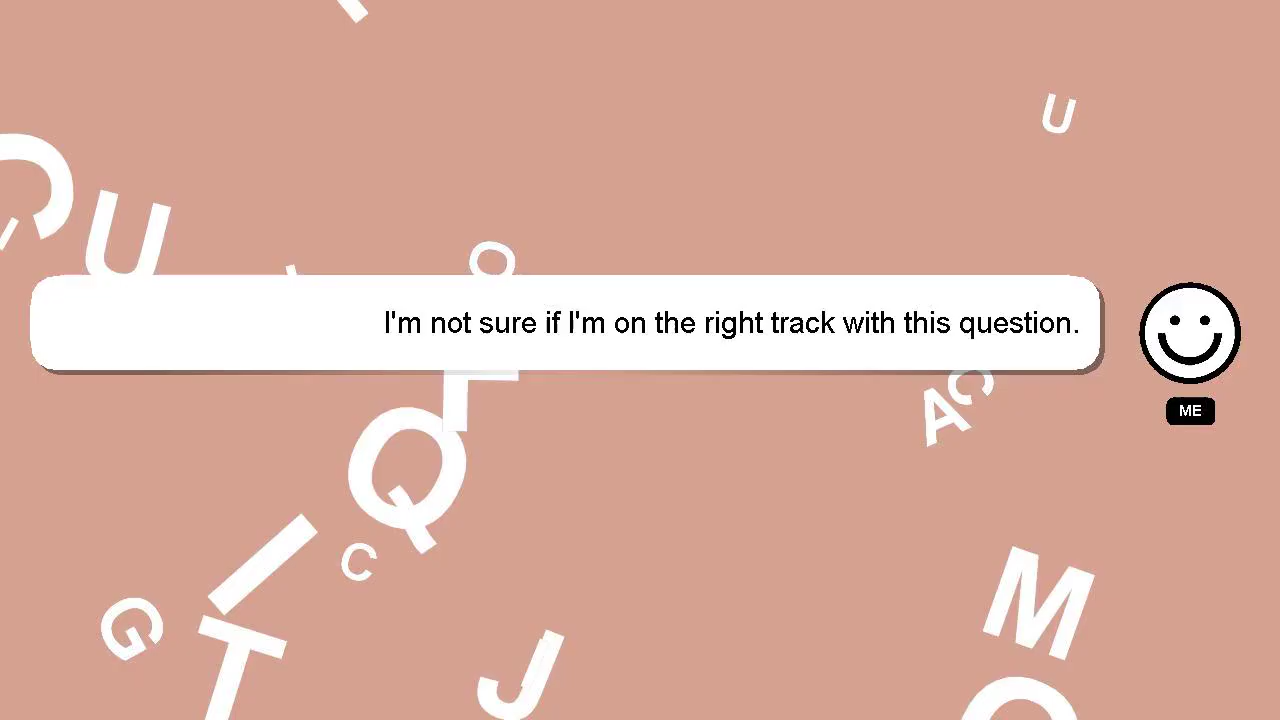 U
U
O
I'm not sure if I'm on the right track with this question.
ME
C
A
Q
C
I
G
T
J
M